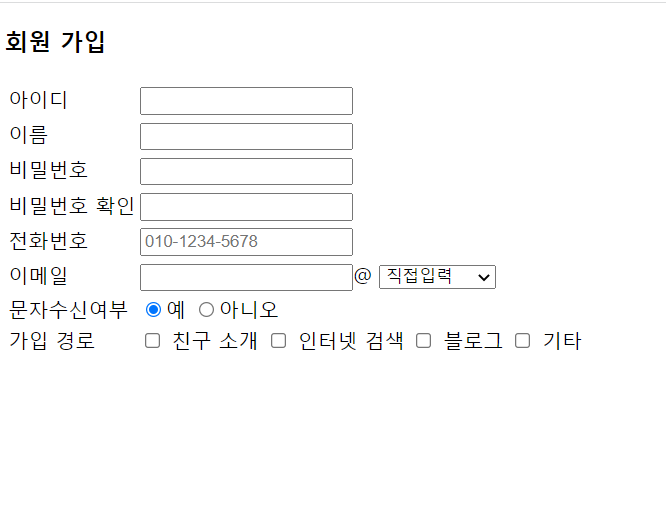 회원 가입
아이디
이름
비밀번호
비밀번호 확인
전화번호 010-1234-5678
이메일 @ 직접입력
문자수신여부 예 아니오
가입 경로 친구 소개 인터넷 검색 블로그 기타